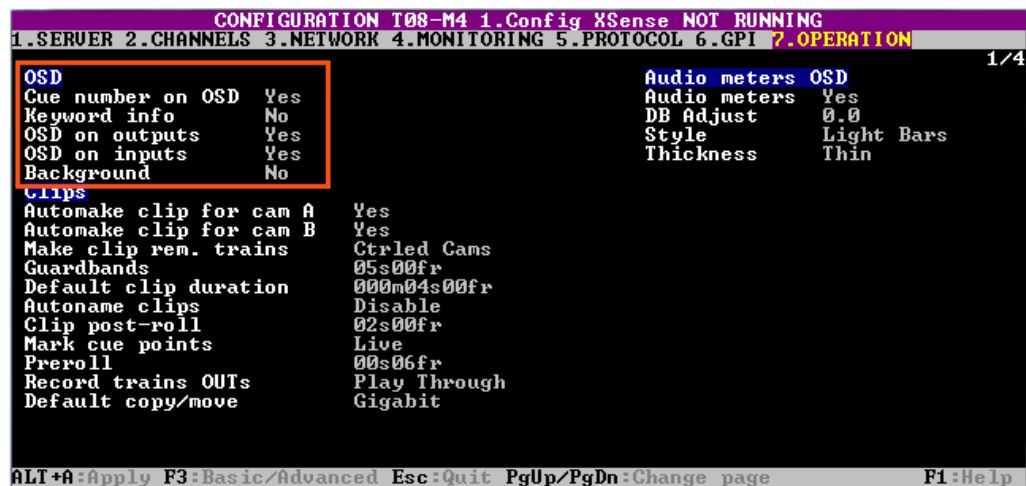 CONFIGURATION T08-M4 1.Config XSense NOT RUNNING
1.SERVER 2.CHANNELS 3.NETWORK 4.MONITORING 5.PROTOCOL 6.GPI 7.OPERATION
1/4
OSD
Cue number on OSD Yes
Keyword info No
OSD on outputs Yes
OSD on inputs Yes
Background No
Audio meters OSD
Audio meters Yes
DB Adjust 0.0
Style Light Bars
Thickness Thin
Clips
Automake clip for cam A Yes
Automake clip for cam B Yes
Make clip rem. trains Ctrled Cams
Guardbands 05s00fr
Default clip duration 000m04s00fr
Autoname clips Disable
Clip post-roll 02s00fr
Mark cue points Live
Preroll 00s06fr
Record trains OUTs Play Through
Default copy/move Gigabit
ALT+A:Apply F3:Basic/Advanced Esc:Quit PgUp/PgDn:Change page F1:Help